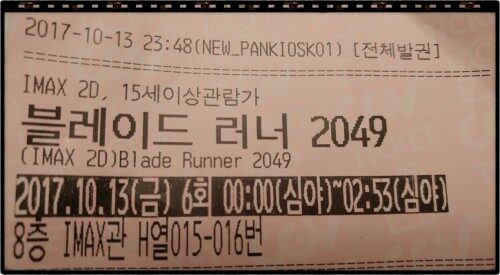 2017-10-13 23:48(NEW_PANKIOSK01) [전체발권]
IMAX 2D, 15세이상관람가
블레이드 러너 2049
(IMAX 2D)Blade Runner 2049
2017.10.13(금) 6회 00:00(심야)~02:53(심야)
8층 IMAX관 H열015-016번